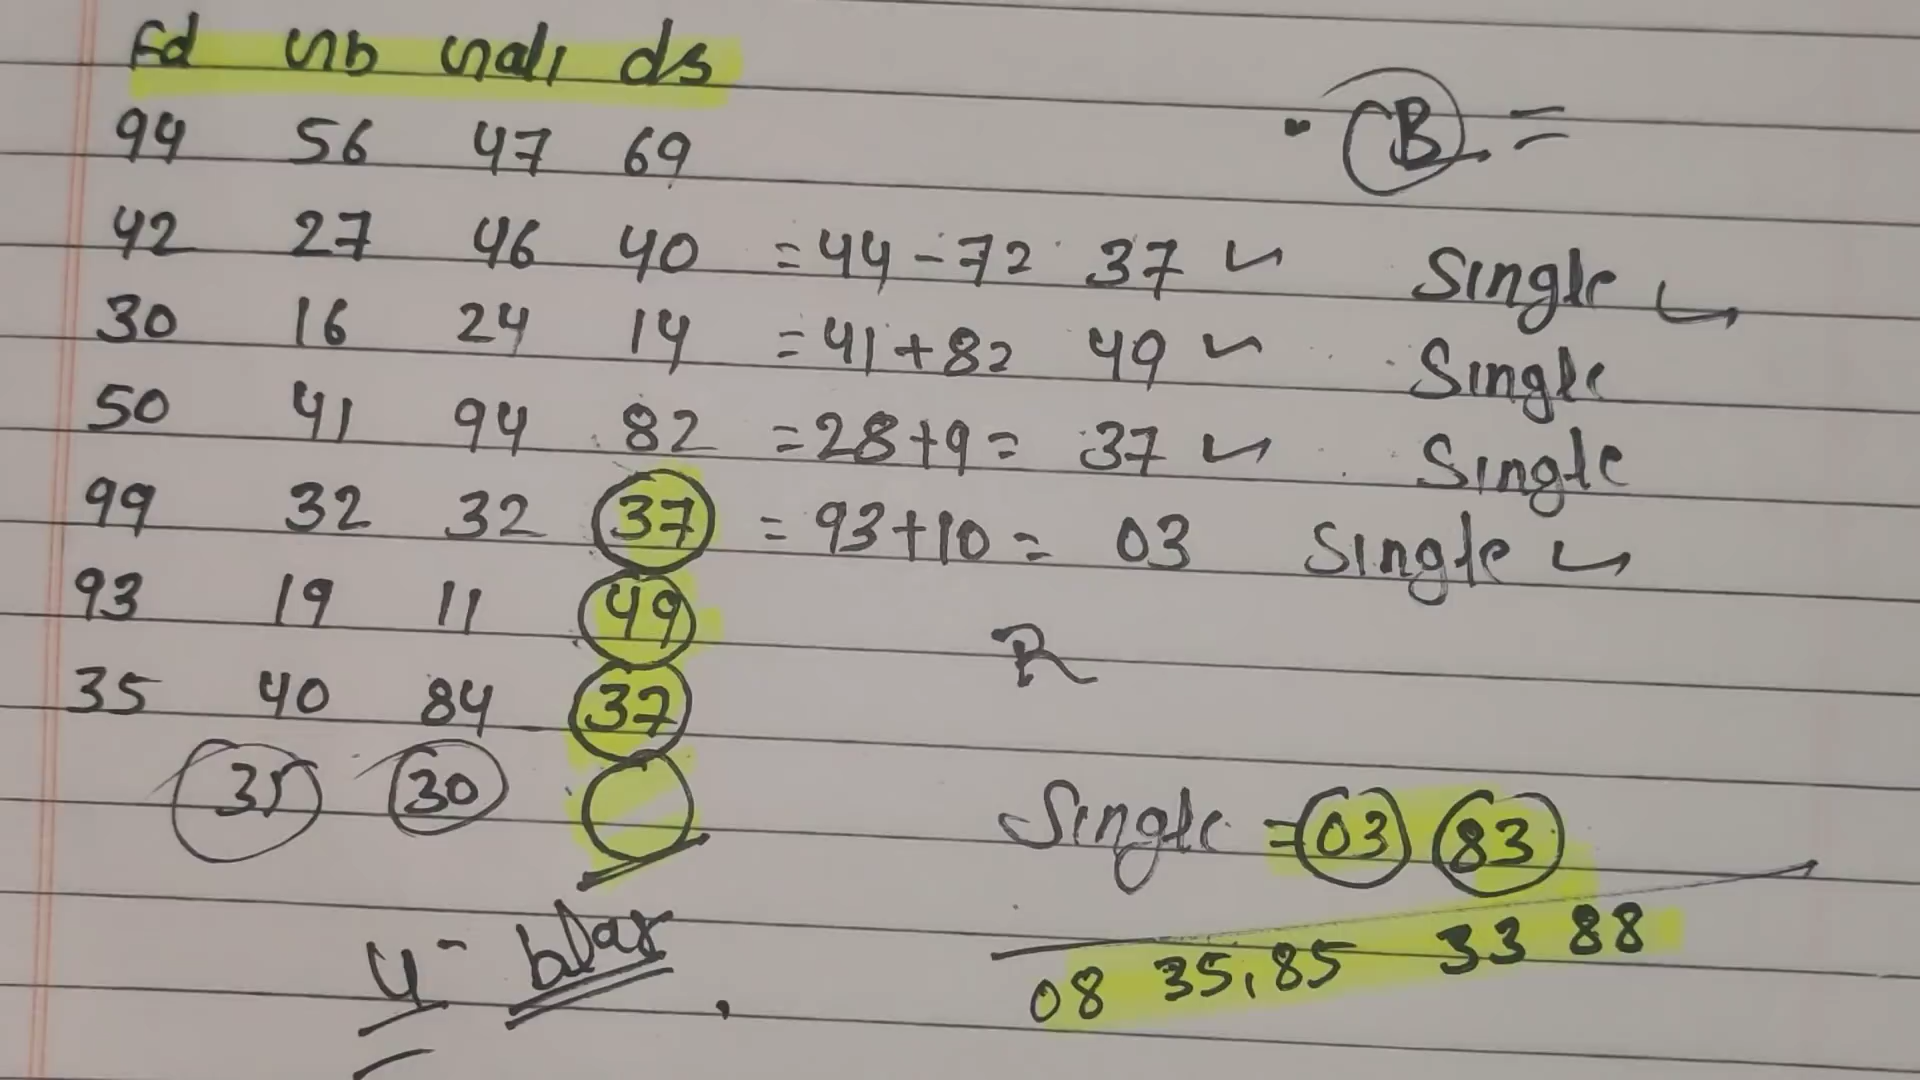 Fd ds
94 56 47 69
B =
42 27 46 40 = 44 - 72 37 Single
30 16 24 14 = 41 + 82 49 Single
50 41 94 82 = 28 + 9 = 37 Single
99 32 32 37 = 93 + 10 = 03 Single
93 19 11 49
R
35 40 84 37
35 30
Single = 03 83
08 35, 85 33 88